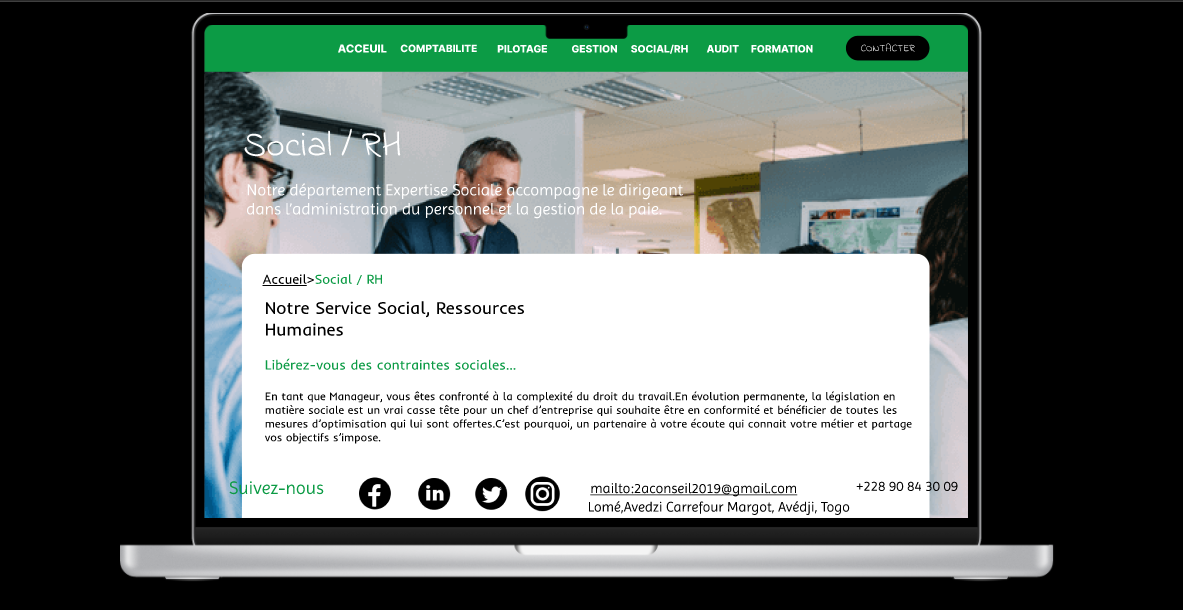 ACCEUIL COMPTABILITE PILOTAGE GESTION SOCIAL/RH AUDIT FORMATION CONTACTER
Social / RH
Notre département Expertise Sociale accompagne le dirigeant
dans l'administration du personnel et la gestion de la paie.
Accueil>Social / RH
Notre Service Social, Ressources
Humaines
Libérez-vous des contraintes sociales...
En tant que Manageur, vous êtes confronté à la complexité du droit du travail.En évolution permanente, la législation en
matière sociale est un vrai casse tête pour un chef d'entreprise qui souhaite être en conformité et bénéficier de toutes les
mesures d'optimisation qui lui sont offertes.C'est pourquoi, un partenaire à votre écoute qui connait votre métier et partage
vos objectifs s'impose.
Suivez-nous
mailto:2aconseil2019@gmail.com
+228 90 84 30 09
Lomé,Avedzi Carrefour Margot, Avédji, Togo